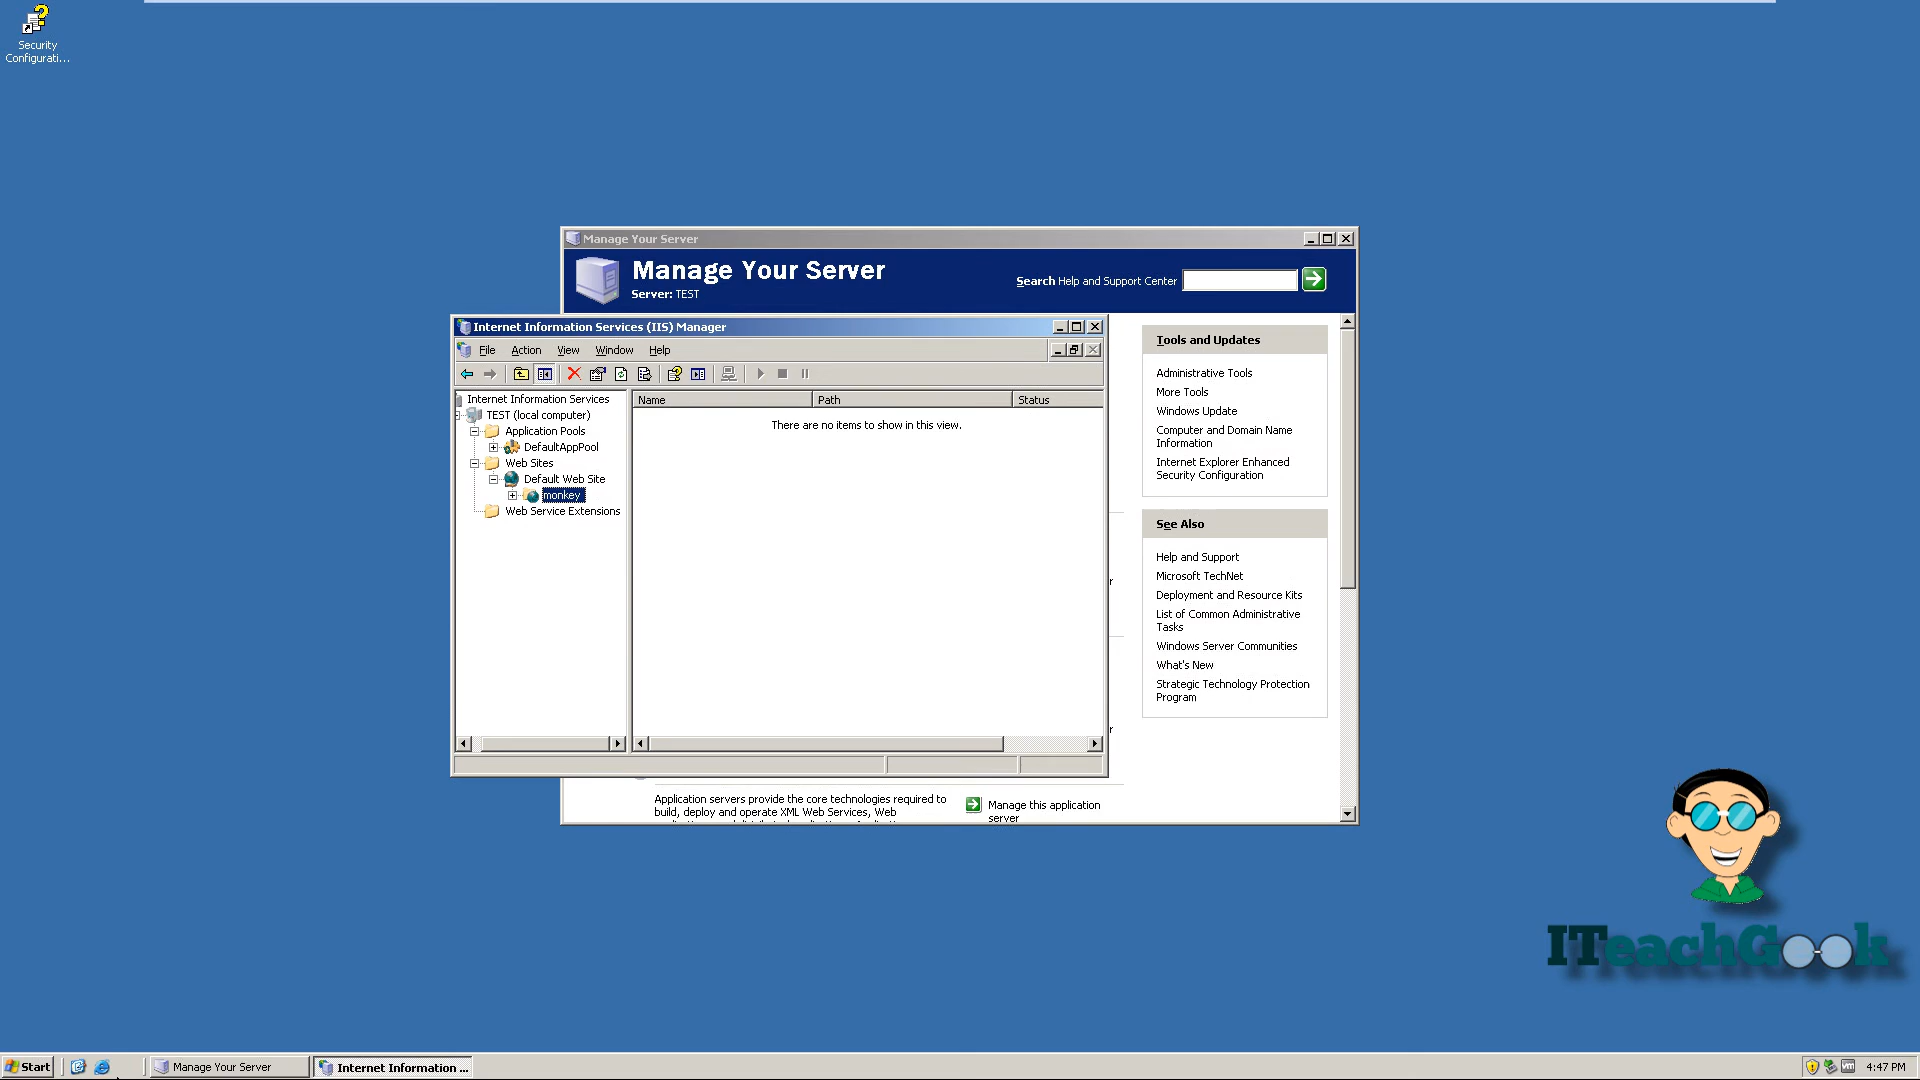 Security
Configurati...
Manage Your Server
Manage Your Server
Server: TEST
Search Help and Support Center
Internet Information Services (IIS) Manager
File Action View Window Help
Internet Information Services
TEST (local computer)
Application Pools
DefaultAppPool
Web Sites
Default Web Site
monkey
Web Service Extensions
Name Path Status
There are no items to show in this view.
Tools and Updates
Administrative Tools
More Tools
Windows Update
Computer and Domain Name
Information
Internet Explorer Enhanced
Security Configuration
See Also
Help and Support
Microsoft TechNet
Deployment and Resource Kits
List of Common Administrative
Tasks
Windows Server Communities
What's New
Strategic Technology Protection
Program
r
r
Application servers provide the core technologies required to
build, deploy and operate XML Web Services, Web
Manage this application
server
ITeachGook
Start
Manage Your Server
Internet Information ...
4:47 PM